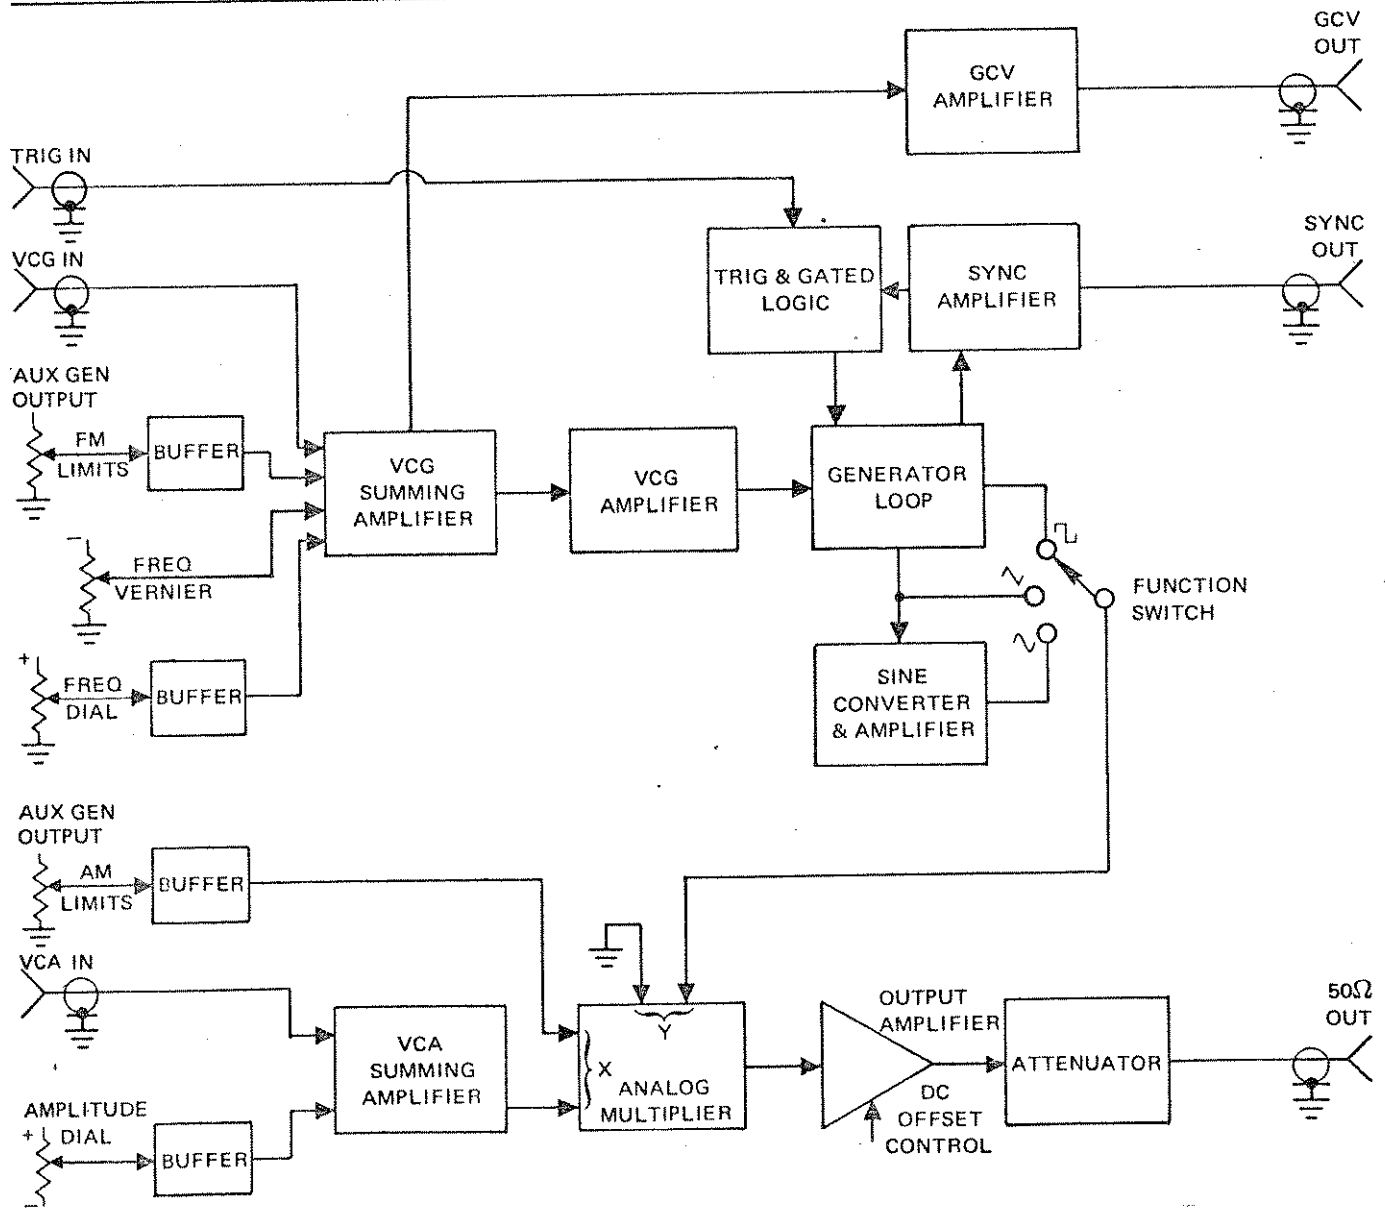 GCV
OUT
GCV
AMPLIFIER
TRIG IN
SYNC
OUT
VCG IN
TRIG & GATED
LOGIC
SYNC
AMPLIFIER
AUX GEN
OUTPUT
FM
LIMITS
BUFFER
VCG
SUMMING
AMPLIFIER
VCG
AMPLIFIER
GENERATOR
LOOP
−
FREQ
VERNIER
FUNCTION
SWITCH
+
FREQ
DIAL
BUFFER
SINE
CONVERTER
& AMPLIFIER
AUX GEN
OUTPUT
AM
LIMITS
BUFFER
VCA IN
VCA
SUMMING
AMPLIFIER
Y
X
ANALOG
MULTIPLIER
OUTPUT
AMPLIFIER
DC
OFFSET
CONTROL
ATTENUATOR
50Ω
OUT
AMPLITUDE
DIAL
+
−
BUFFER